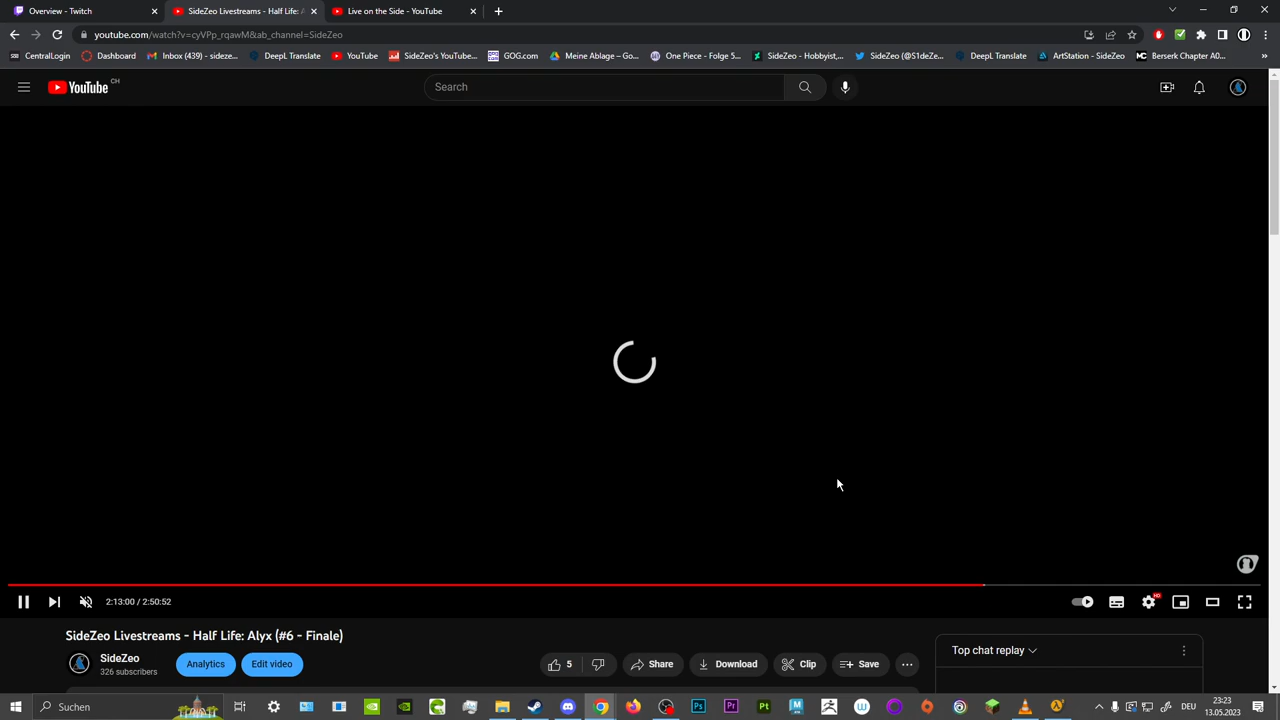 Overview - Twitch
SideZeo Livestreams - Half Life: A
Live on the Side - YouTube
youtube.com/watch?v=cyVPp_rqawM&ab_channel=SideZeo
CentralLogin
Dashboard
Inbox (439) - sideze...
DeepL Translate
YouTube
SideZeo's YouTube...
GOG.com
Meine Ablage – Go...
One Piece - Folge 5...
SideZeo - Hobbyist,...
SideZeo (@S1deZe...
DeepL Translate
ArtStation - SideZeo
Berserk Chapter A0...
YouTube CH
Search
2:13:00 / 2:50:52
HD
SideZeo Livestreams - Half Life: Alyx (#6 - Finale)
SideZeo
326 subscribers
Analytics
Edit video
5
Share
Download
Clip
Save
Top chat replay
Suchen
Ps
Pr
Pt
M
DEU
23:23
13.05.2023